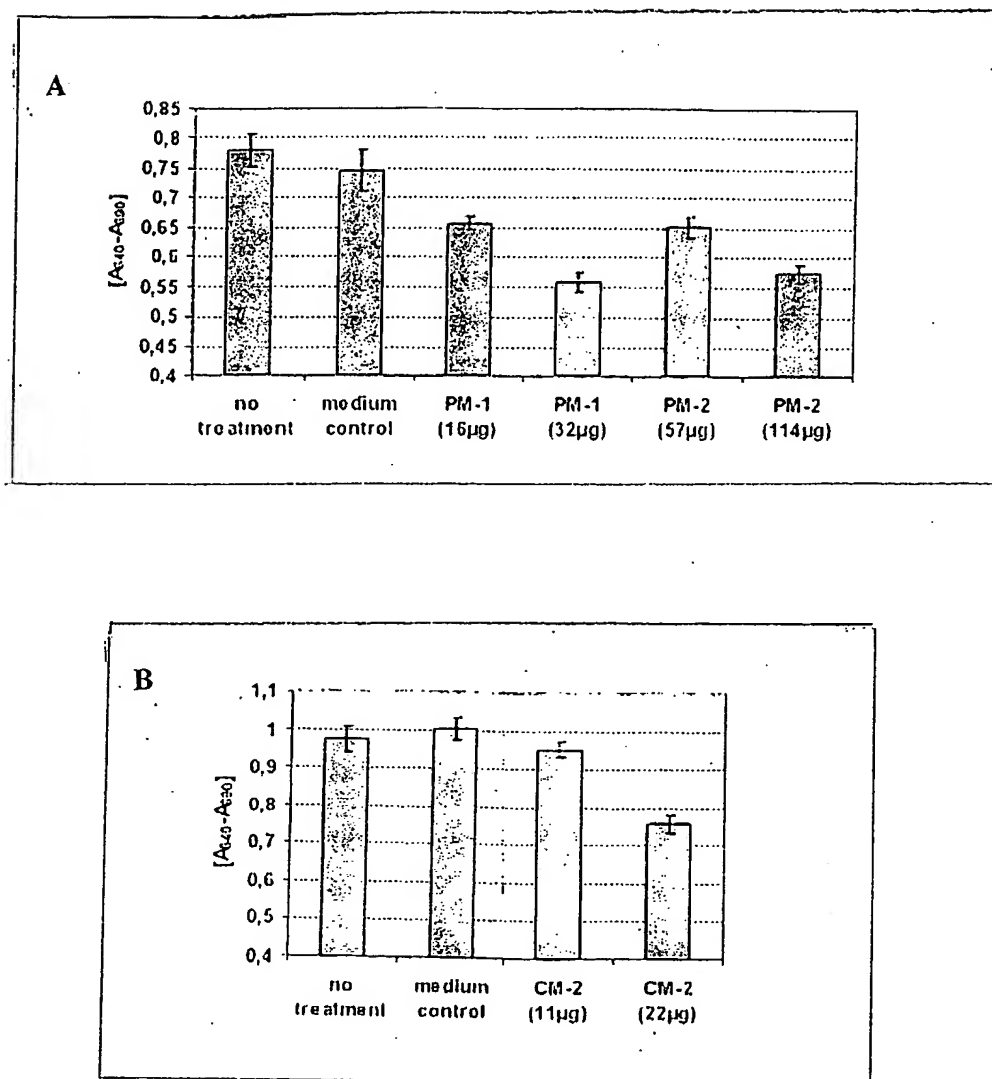 A
0,85
0,8
0,75
0,7
0,65
0,6
0,55
0,5
0,45
0,4
no treatment
medium control
PM-1 (16µg)
PM-1 (32µg)
PM-2 (57µg)
PM-2 (114µg)
B
1,1
1
0,9
0,8
0,7
0,6
0,5
0,4
no treatment
medium control
CM-2 (11µg)
CM-2 (22µg)